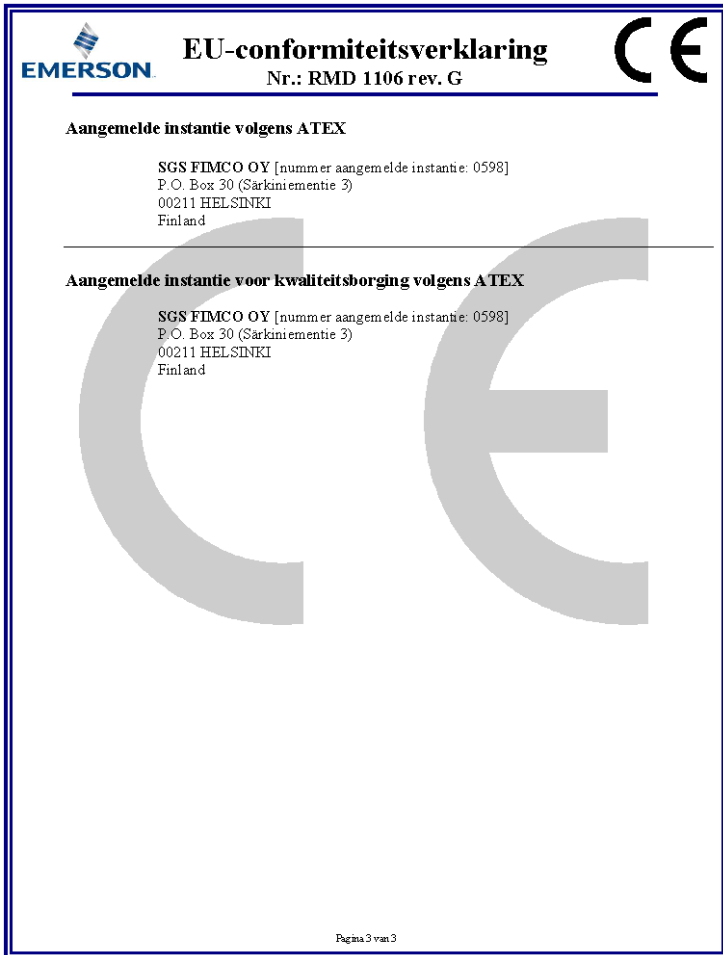 EMERSON
EU-conformiteitsverklaring
Nr.: RMD 1106 rev. G
CE
Aangemelde instantie volgens ATEX
SGS FIMCO OY [nummer aangemelde instantie: 0598]
P.O. Box 30 (Särkiniementie 3)
00211 HELSINKI
Finland
Aangemelde instantie voor kwaliteitsborging volgens ATEX
SGS FIMCO OY [nummer aangemelde instantie: 0598]
P.O. Box 30 (Särkiniementie 3)
00211 HELSINKI
Finland
CE
Pagina 3 van 3